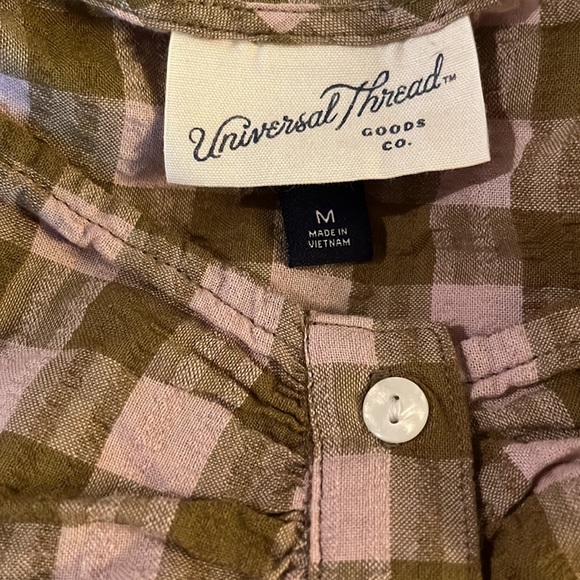 Universal Thread™
GOODS
CO.
M
MADE IN
VIETNAM